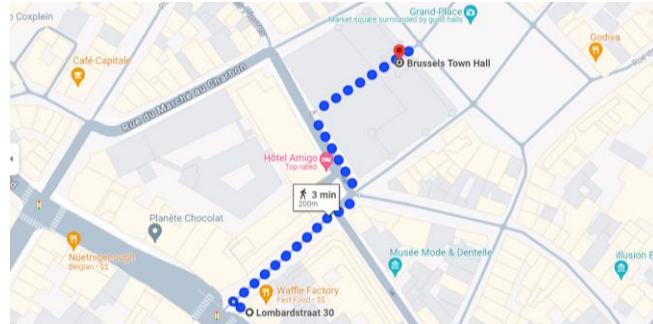 o Coxplein
Grand-Place
Market square surrounded by guild halls
Godiva
Café Capitale
Brussels Town Hall
Rue du Marché au Charbon
Hôtel Amigo
Top rated
3 min
200m
Planète Chocolat
Nüetnigenough
Belgian • $$
Musée Mode & Dentelle
illusion B
Waffle Factory
Fast Food • $$
Lombardstraat 30